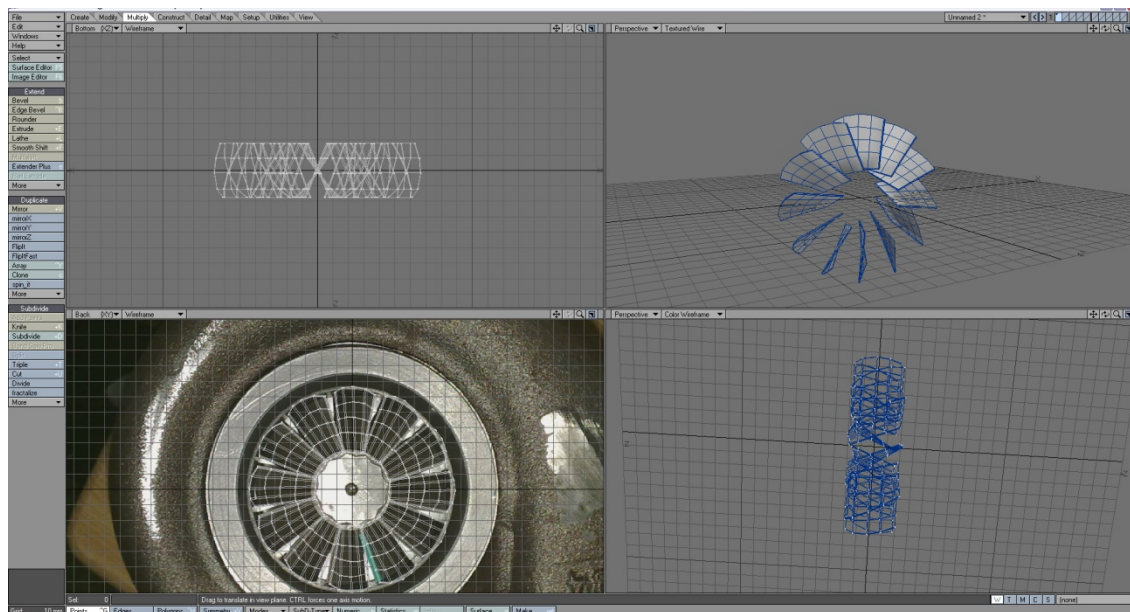 File Create Modify Multiply Construct Detail Map Setup Utilities View Unnamed 2 * 1
Edit Bottom (XZ) Wireframe Perspective Textured Wire
Windows
Help
Select
Surface Editor
Image Editor
Extend
Bevel
Edge Bevel
Rounder
Extrude
Lathe
Smooth Shift
Extender Plus
More
Duplicate
Mirror
mirrorX
mirrorY
mirrorZ
FlipIt
FlipItFast
Array
Clone
spin_it
More
Subdivide
Back (XY) Wireframe Perspective Color Wireframe
Knife
Subdivide
Triple
Cut
Divide
fractalize
More
Sel: 0 Drag to translate in view plane. CTRL forces one axis motion. W T M C S (none)
Grid: 10 mm Points Edges Polygons Symmetry Modes SubD-Type Numeric Statistics Surface Make